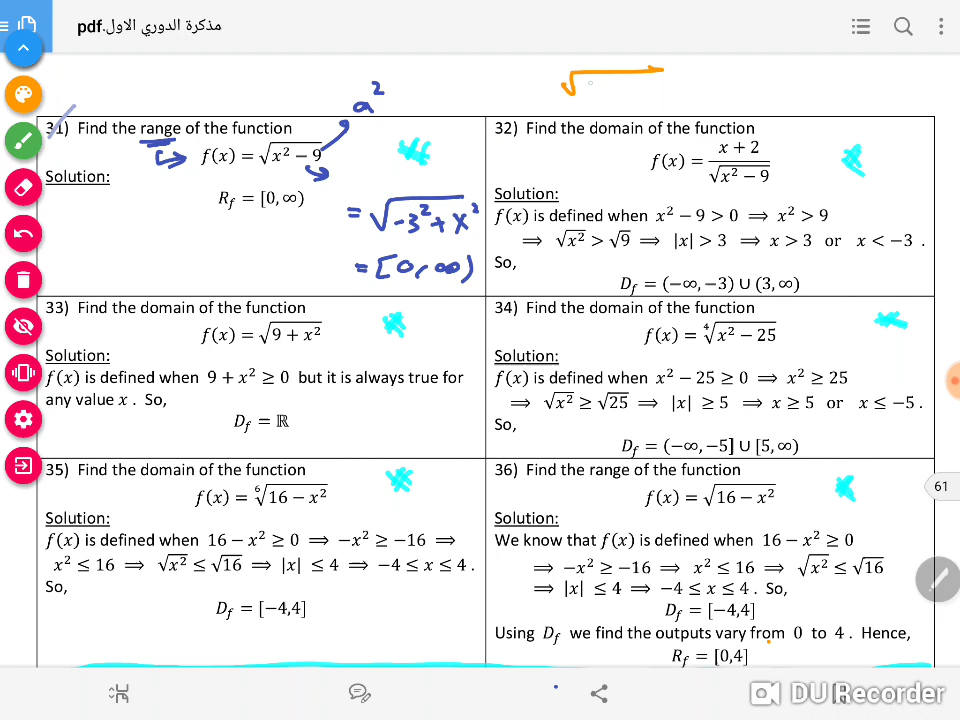 مذكرة الدوري الاول.pdf
√
a²
31) Find the range of the function
f(x) = √(x² − 9)
Solution:
R_f = [0, ∞)
= √(-3² + x²)
= [0, ∞)
32) Find the domain of the function
f(x) = (x + 2)/√(x² − 9)
Solution:
f(x) is defined when x² − 9 > 0 ⟹ x² > 9
⟹ √x² > √9 ⟹ |x| > 3 ⟹ x > 3 or x < −3 .
So,
D_f = (−∞, −3) ∪ (3, ∞)
33) Find the domain of the function
f(x) = √(9 + x²)
Solution:
f(x) is defined when 9 + x² ≥ 0 but it is always true for
any value x . So,
D_f = ℝ
34) Find the domain of the function
f(x) = ⁴√(x² − 25)
Solution:
f(x) is defined when x² − 25 ≥ 0 ⟹ x² ≥ 25
⟹ √x² ≥ √25 ⟹ |x| ≥ 5 ⟹ x ≥ 5 or x ≤ −5 .
So,
D_f = (−∞, −5] ∪ [5, ∞)
35) Find the domain of the function
f(x) = ⁶√(16 − x²)
Solution:
f(x) is defined when 16 − x² ≥ 0 ⟹ −x² ≥ −16 ⟹
x² ≤ 16 ⟹ √x² ≤ √16 ⟹ |x| ≤ 4 ⟹ −4 ≤ x ≤ 4 .
So,
D_f = [−4,4]
36) Find the range of the function
f(x) = √(16 − x²)
Solution:
We know that f(x) is defined when 16 − x² ≥ 0
⟹ −x² ≥ −16 ⟹ x² ≤ 16 ⟹ √x² ≤ √16
⟹ |x| ≤ 4 ⟹ −4 ≤ x ≤ 4 . So,
D_f = [−4,4]
Using D_f we find the outputs vary from 0 to 4 . Hence,
R_f = [0,4]
61
DU Recorder